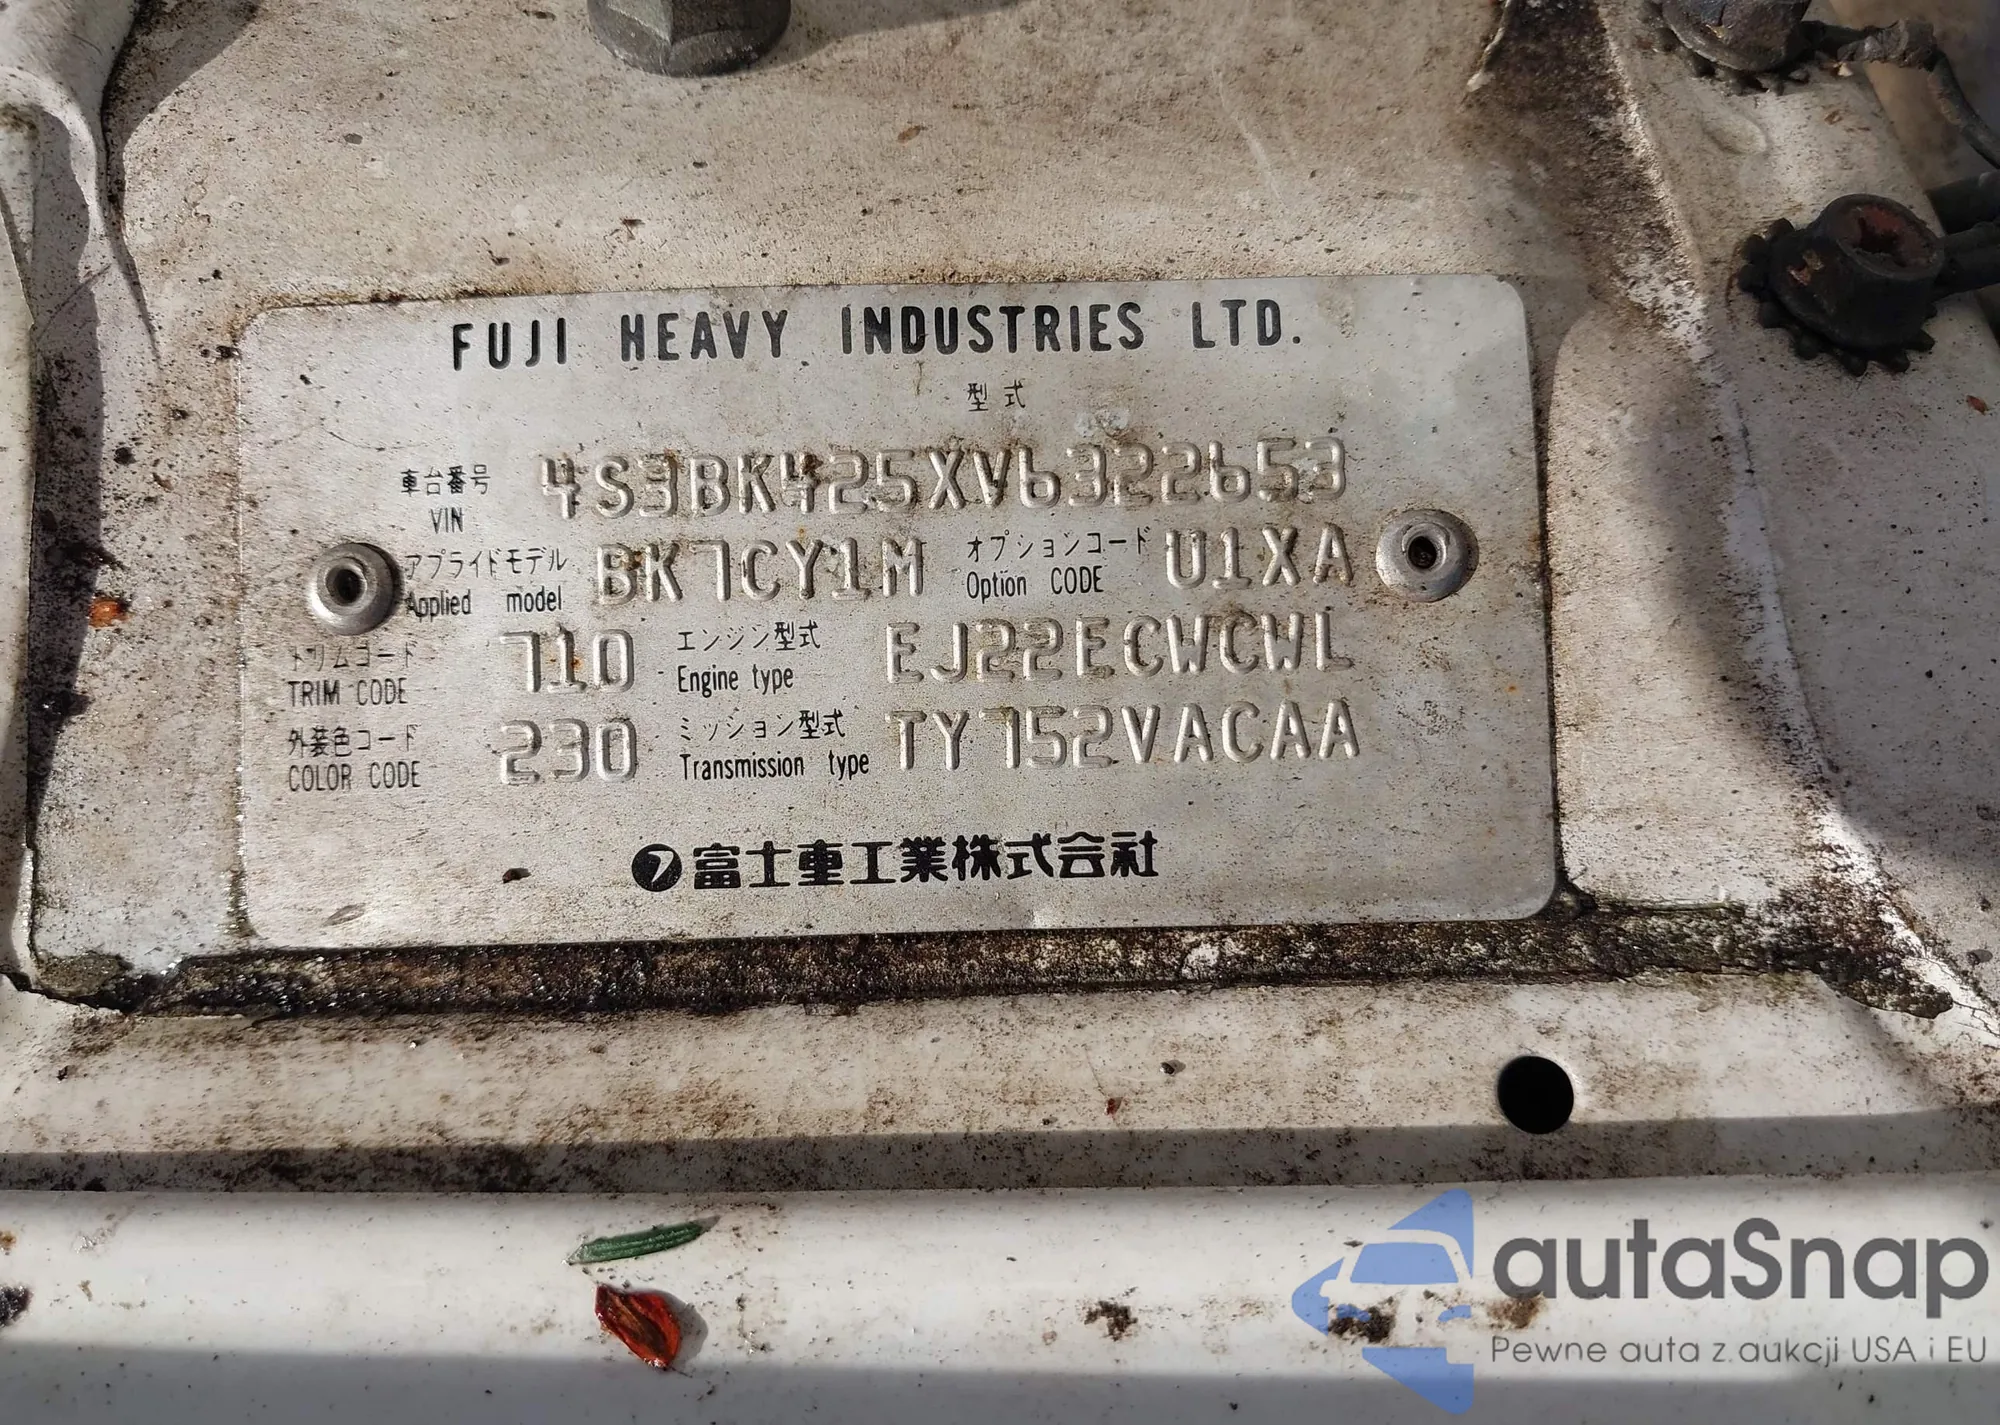 FUJI HEAVY INDUSTRIES LTD.
型式
車台番号 4S3BK425XV6322653
VIN
アプライドモデル BK7CY1M オプションコード U1XA
Applied model Option CODE
トリムコード 710 エンジン型式 EJ22ECWCWL
TRIM CODE Engine type
外装色コード 230 ミッション型式 TY752VACAA
COLOR CODE Transmission type
富士重工業株式会社
autaSnap
Pewne auta z aukcji USA i EU